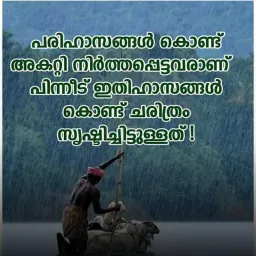 പരിഹാസങ്ങൾ കൊണ്ട്
അകറ്റി നിർത്തപ്പെട്ടവരാണ്
പിന്നീട് ഇതിഹാസങ്ങൾ
കൊണ്ട് ചരിത്രം
സൃഷ്ടിച്ചിട്ടുള്ളത് !